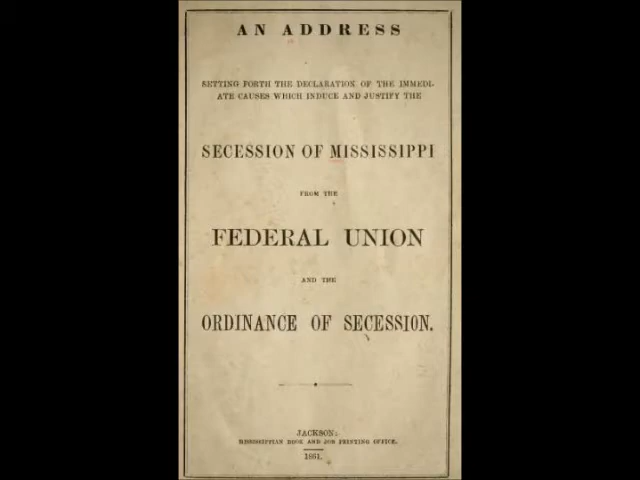 AN ADDRESS
SETTING FORTH THE DECLARATION OF THE IMMEDI-
ATE CAUSES WHICH INDUCE AND JUSTIFY THE
SECESSION OF MISSISSIPPI
FROM THE
FEDERAL UNION
AND THE
ORDINANCE OF SECESSION.
JACKSON:
MISSISSIPPIAN BOOK AND JOB PRINTING OFFICE.
1861.